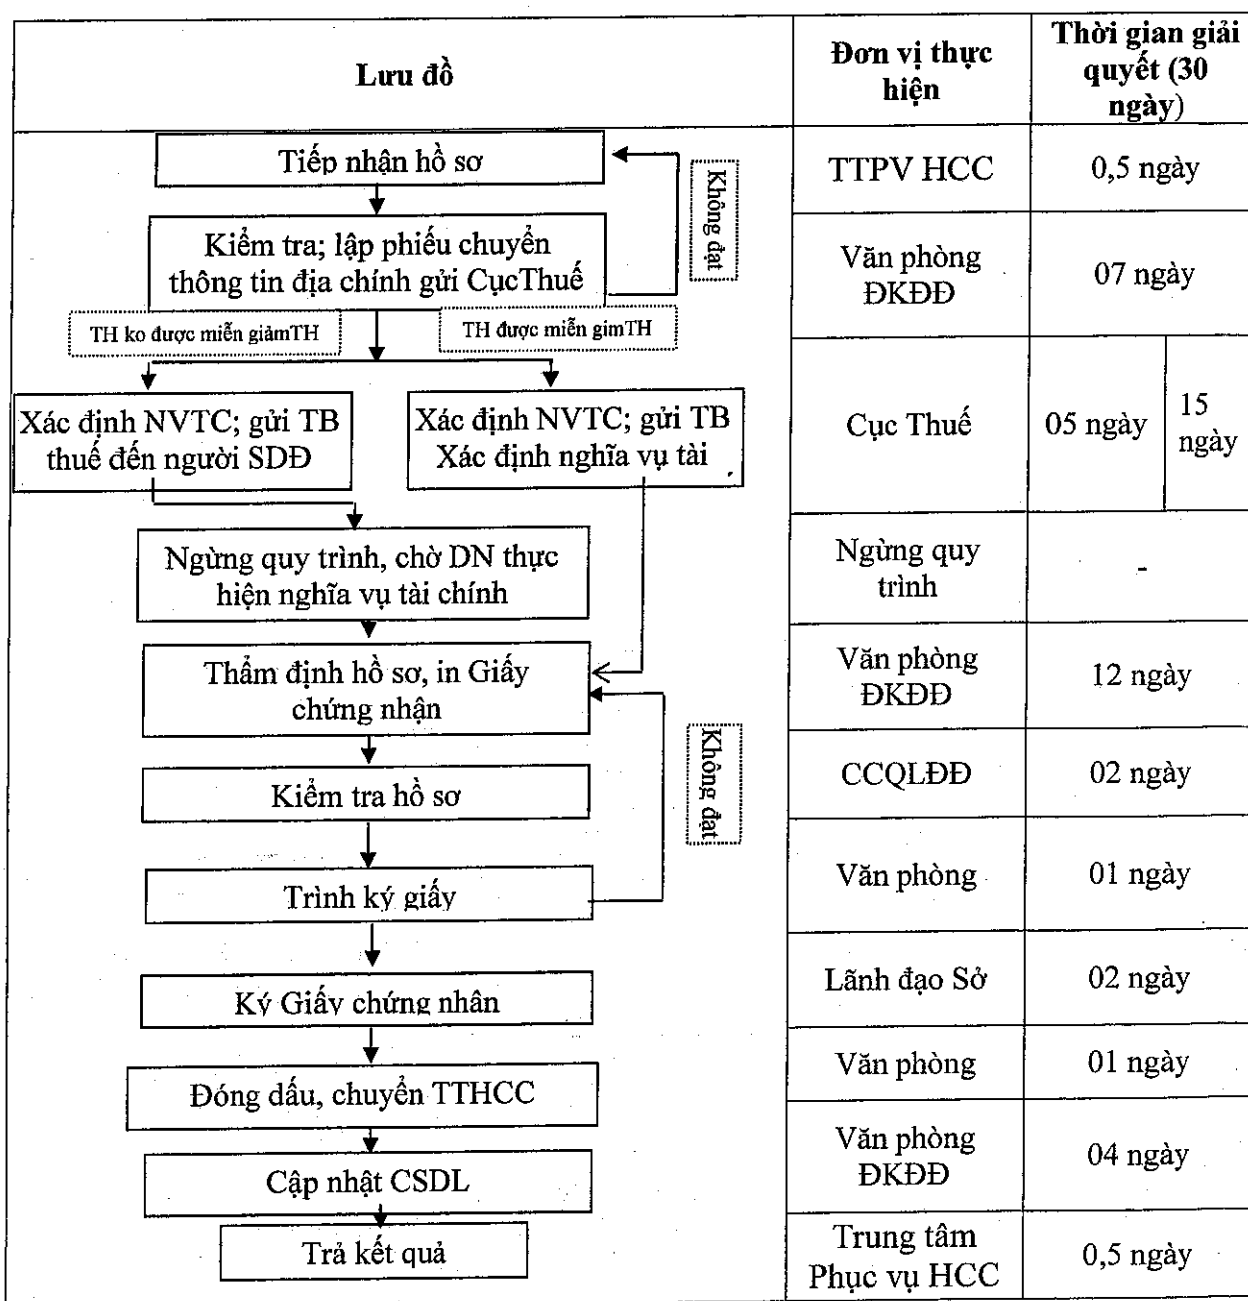 Lưu đồ
Đơn vị thực
hiện
Thời gian giải
quyết (30
ngày)
Tiếp nhận hồ sơ
Không đạt
TTPV HCC
0,5 ngày
Kiểm tra; lập phiếu chuyển
thông tin địa chính gửi CụcThuế
Văn phòng
ĐKĐĐ
07 ngày
TH ko được miễn giảmTH
TH được miễn gimTH
Xác định NVTC; gửi TB
thuế đến người SDĐ
Xác định NVTC; gửi TB
Xác định nghĩa vụ tài
Cục Thuế
05 ngày
15
ngày
Ngừng quy trình, chờ DN thực
hiện nghĩa vụ tài chính
Ngừng quy
trình
-
Thẩm định hồ sơ, in Giấy
chứng nhận
Văn phòng
ĐKĐĐ
12 ngày
Không đạt
Kiểm tra hồ sơ
CCQLĐĐ
02 ngày
Trình ký giấy
Văn phòng
01 ngày
Ký Giấy chứng nhân
Lãnh đạo Sở
02 ngày
Đóng dấu, chuyển TTHCC
Văn phòng
01 ngày
Cập nhật CSDL
Văn phòng
ĐKĐĐ
04 ngày
Trả kết quả
Trung tâm
Phục vụ HCC
0,5 ngày